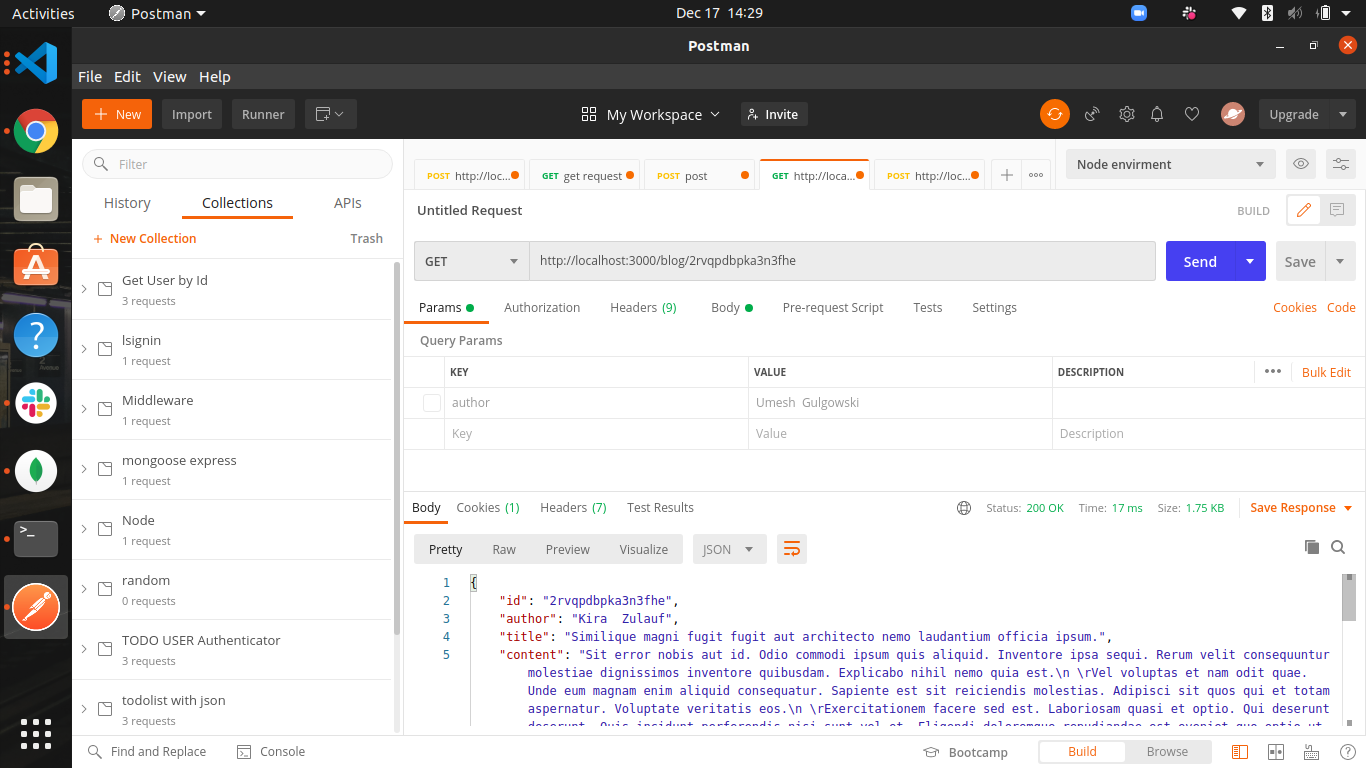 Activities Postman Dec 17 14:29
Postman
File Edit View Help
New Import Runner My Workspace Invite Upgrade
Filter
History Collections APIs
New Collection Trash
Get User by Id
3 requests
lsignin
1 request
Middleware
1 request
mongoose express
1 request
Node
1 request
random
0 requests
TODO USER Authenticator
3 requests
todolist with json
3 requests
POST http://loc... GET get request POST post GET http://loca... POST http://loc... Node envirment
Untitled Request BUILD
GET http://localhost:3000/blog/2rvqpdbpka3n3fhe Send Save
Params Authorization Headers (9) Body Pre-request Script Tests Settings Cookies Code
Query Params
KEY VALUE DESCRIPTION Bulk Edit
author Umesh Gulgowski
Key Value Description
Body Cookies (1) Headers (7) Test Results Status: 200 OK Time: 17 ms Size: 1.75 KB Save Response
Pretty Raw Preview Visualize JSON
1 {
2 "id": "2rvqpdbpka3n3fhe",
3 "author": "Kira  Zulauf",
4 "title": "Similique magni fugit fugit aut architecto nemo laudantium officia ipsum.",
5 "content": "Sit error nobis aut id. Odio commodi ipsum quis aliquid. Inventore ipsa sequi. Rerum velit consequuntur
molestiae dignissimos inventore quibusdam. Explicabo nihil nemo quia est.\n \rVel voluptas et nam odit quae.
Unde eum magnam enim aliquid consequatur. Sapiente est sit reiciendis molestias. Adipisci sit quos qui et totam
aspernatur. Voluptate veritatis eos.\n \rExercitationem facere sed est. Laboriosam quasi et optio. Qui deserunt
Find and Replace Console Bootcamp Build Browse